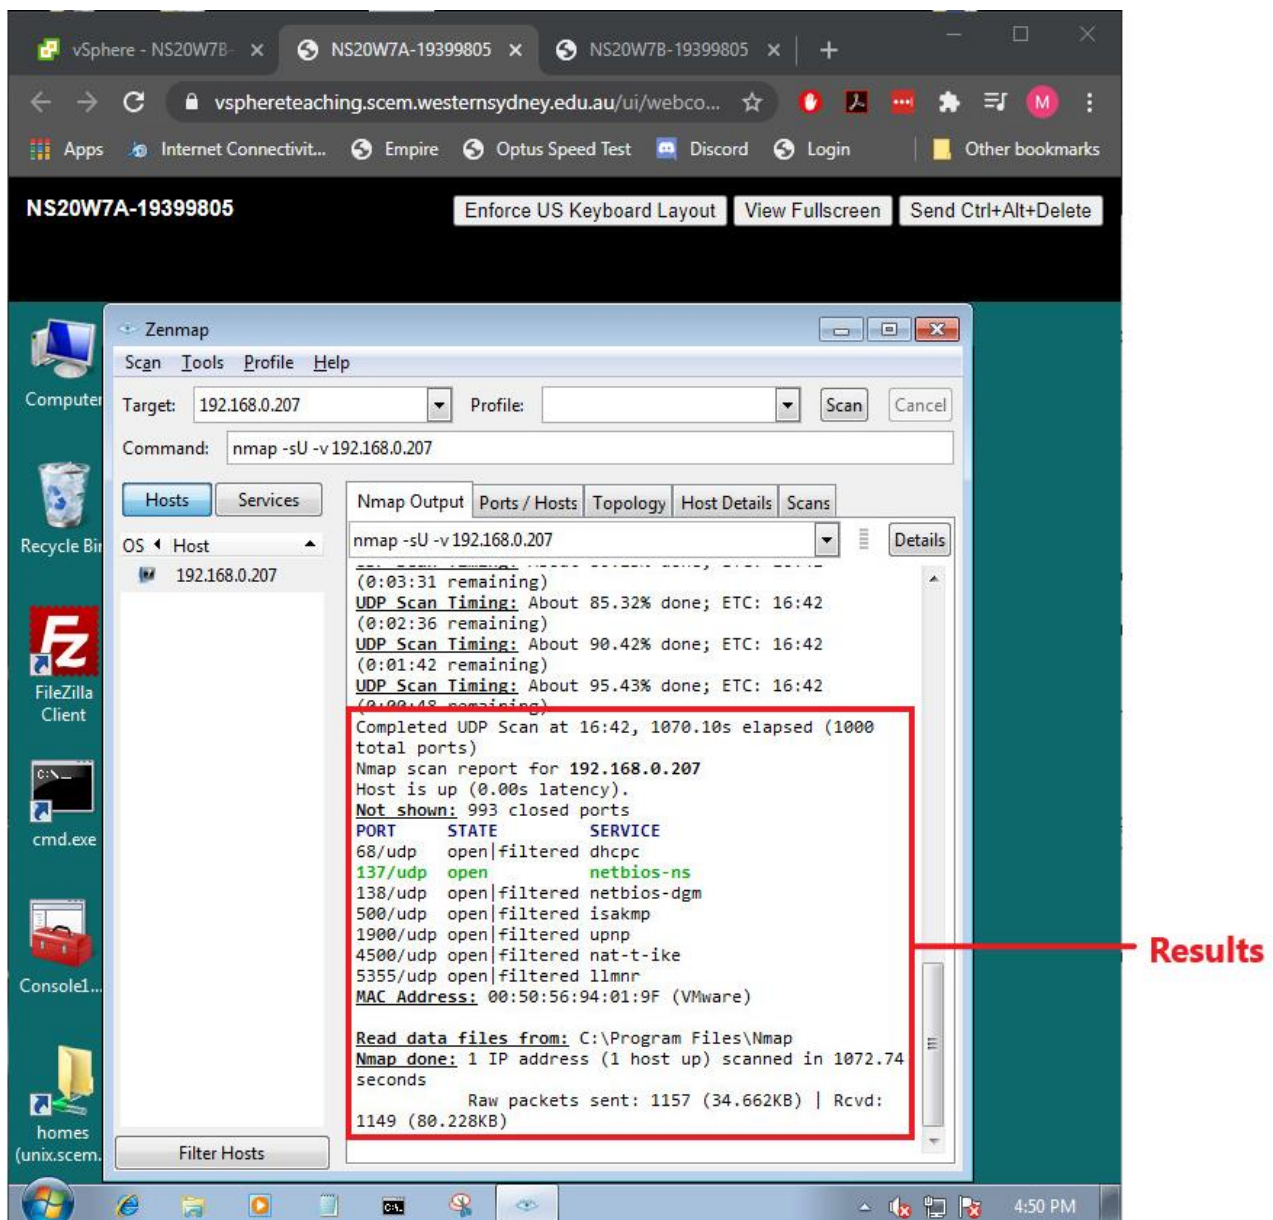 vSphere - NS20W7B-
NS20W7A-19399805
NS20W7B-19399805
vsphereteaching.scem.westernsydney.edu.au/ui/webco...
M
Apps
Internet Connectivit...
Empire
Optus Speed Test
Discord
Login
Other bookmarks
NS20W7A-19399805
Enforce US Keyboard Layout
View Fullscreen
Send Ctrl+Alt+Delete
Computer
Recycle Bin
FileZilla
Client
cmd.exe
Console1...
homes
(unix.scem.
Zenmap
Scan Tools Profile Help
Target: 192.168.0.207 Profile: Scan Cancel
Command: nmap -sU -v 192.168.0.207
Hosts Services
Nmap Output Ports / Hosts Topology Host Details Scans
OS Host
192.168.0.207
nmap -sU -v 192.168.0.207 Details
(0:03:31 remaining)
UDP Scan Timing: About 85.32% done; ETC: 16:42
(0:02:36 remaining)
UDP Scan Timing: About 90.42% done; ETC: 16:42
(0:01:42 remaining)
UDP Scan Timing: About 95.43% done; ETC: 16:42
(0:00:48 remaining)
Completed UDP Scan at 16:42, 1070.10s elapsed (1000
total ports)
Nmap scan report for 192.168.0.207
Host is up (0.00s latency).
Not shown: 993 closed ports
PORT STATE SERVICE
68/udp open|filtered dhcpc
137/udp open netbios-ns
138/udp open|filtered netbios-dgm
500/udp open|filtered isakmp
1900/udp open|filtered upnp
4500/udp open|filtered nat-t-ike
5355/udp open|filtered llmnr
MAC Address: 00:50:56:94:01:9F (VMware)
Read data files from: C:\Program Files\Nmap
Nmap done: 1 IP address (1 host up) scanned in 1072.74
seconds
Raw packets sent: 1157 (34.662KB) | Rcvd:
1149 (80.228KB)
Filter Hosts
Results
4:50 PM